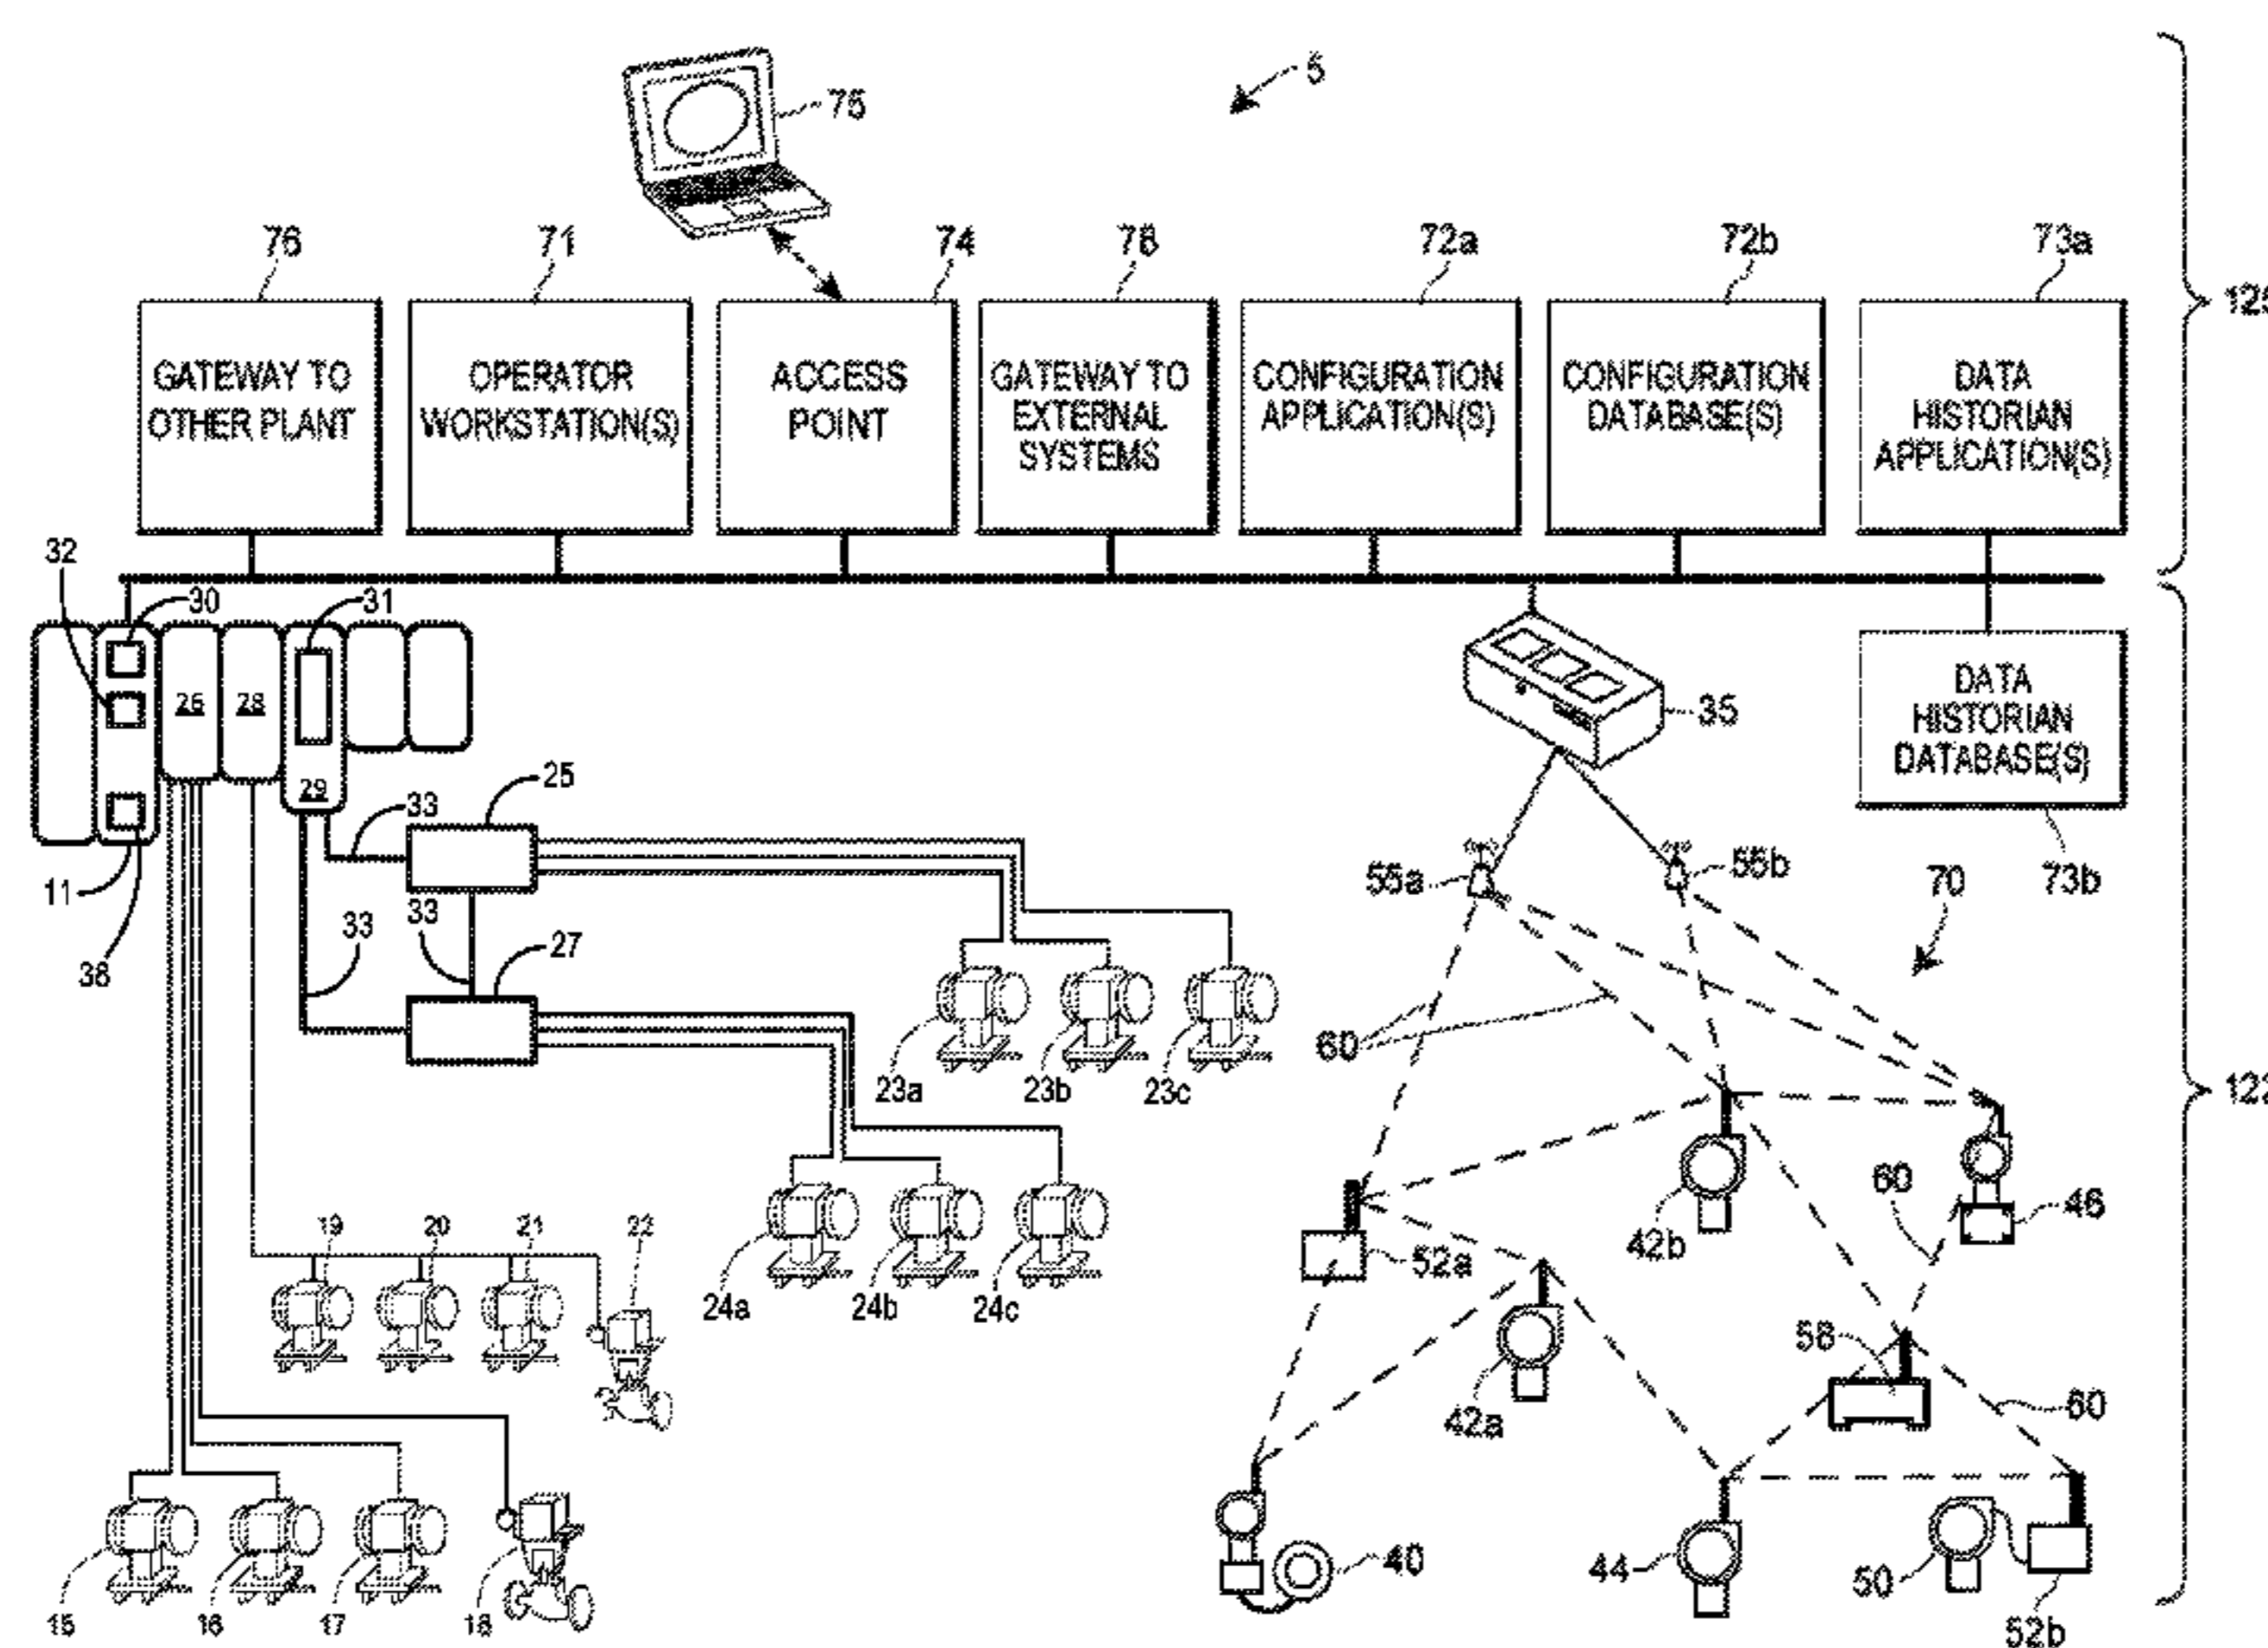 5
75
76
71
74
78
72a
72b
73a
GATEWAY TO
OTHER PLANT
OPERATOR
WORKSTATION(S)
ACCESS
POINT
GATEWAY TO
EXTERNAL
SYSTEMS
CONFIGURATION
APPLICATION(S)
CONFIGURATION
DATABASE(S)
DATA
HISTORIAN
APPLICATION(S)
32
30
31
26
28
29
35
DATA
HISTORIAN
DATABASE(S)
73b
25
33
11
38
33
33
27
55a
55b
70
23a
23b
23c
60
122
19
20
21
22
24a
24b
24c
52a
42b
60
46
42a
58
60
15
16
17
18
40
44
50
52b